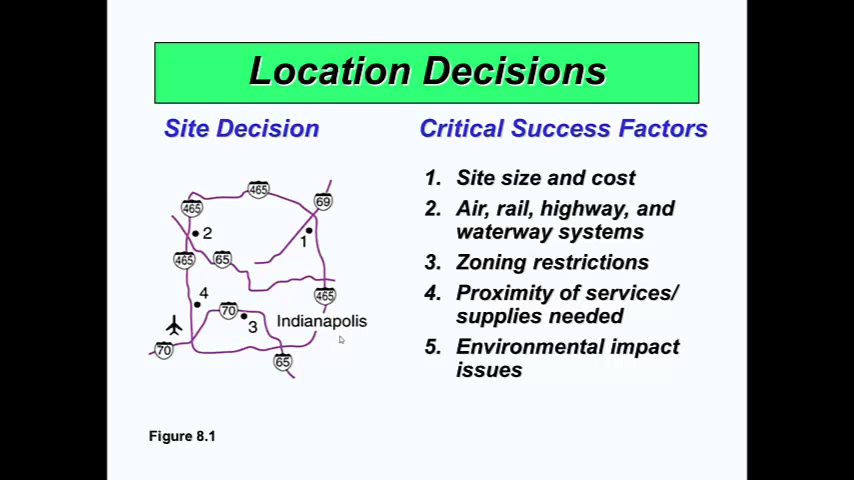 Location Decisions
Site Decision
Critical Success Factors
465
69
465
2
1
465
65
4
465
70
3
Indianapolis
70
65
1. Site size and cost
2. Air, rail, highway, and
waterway systems
3. Zoning restrictions
4. Proximity of services/
supplies needed
5. Environmental impact
issues
Figure 8.1